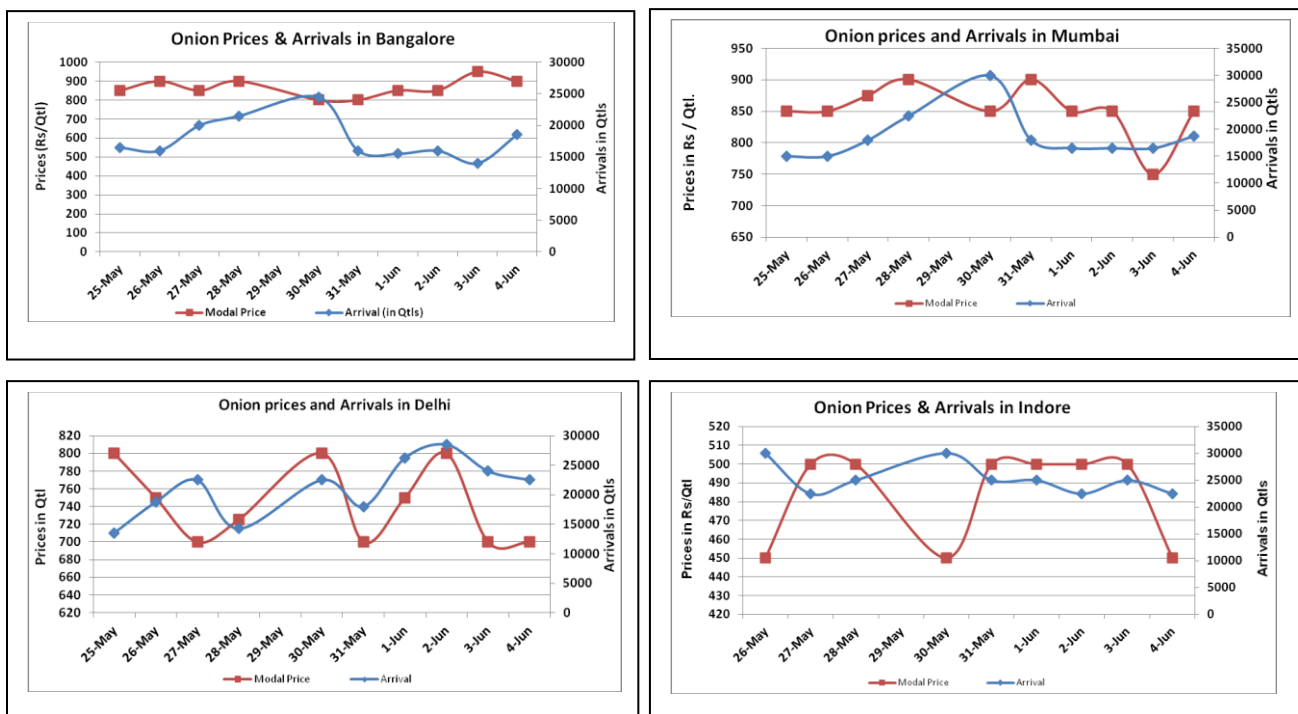 Onion Prices & Arrivals in Bangalore
Prices (Rs/Qtl)
1000
900
800
700
600
500
400
300
200
100
0
30000
25000
20000
15000
10000
5000
0
Arrivals in Qtls
25-May
26-May
27-May
28-May
29-May
30-May
31-May
1-Jun
2-Jun
3-Jun
4-Jun
Modal Price
Arrival (in Qtls)
Onion prices and Arrivals in Mumbai
Prices in Rs / Qtl.
950
900
850
800
750
700
650
35000
30000
25000
20000
15000
10000
5000
0
Arrivals in Qtls
25-May
26-May
27-May
28-May
29-May
30-May
31-May
1-Jun
2-Jun
3-Jun
4-Jun
Modal Price
Arrival
Onion prices and Arrivals in Delhi
Prices in Qtl
820
800
780
760
740
720
700
680
660
640
620
30000
25000
20000
15000
10000
5000
0
Arrivals in Qtls
25-May
26-May
27-May
28-May
29-May
30-May
31-May
1-Jun
2-Jun
3-Jun
4-Jun
Modal Price
Arrival
Onion Prices & Arrivals in Indore
Prices in Rs/Qtl
520
510
500
490
480
470
460
450
440
430
420
35000
30000
25000
20000
15000
10000
5000
0
Arrivals in Qtls
26-May
27-May
28-May
29-May
30-May
31-May
1-Jun
2-Jun
3-Jun
4-Jun
Modal Price
Arrival